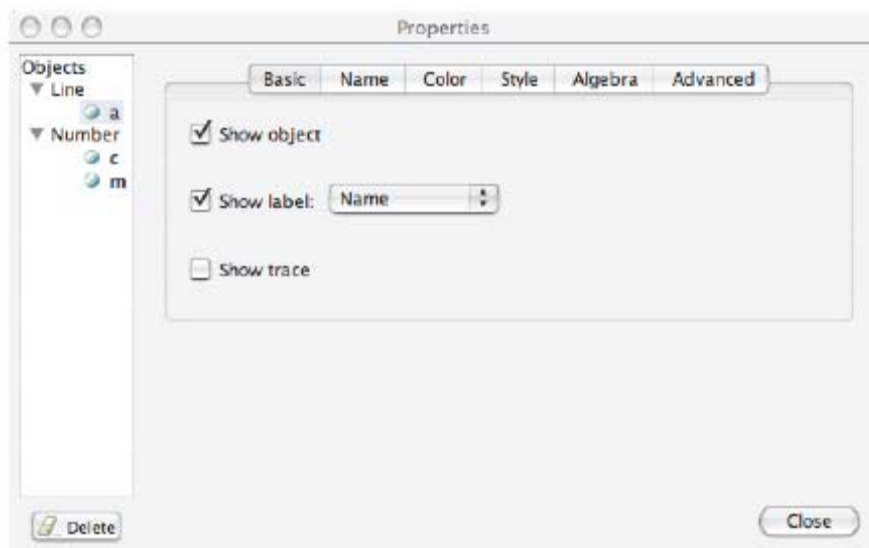 Properties
Objects
Line
a
Number
c
m
Basic Name Color Style Algebra Advanced
Show object
Show label: Name
Show trace
Delete
Close